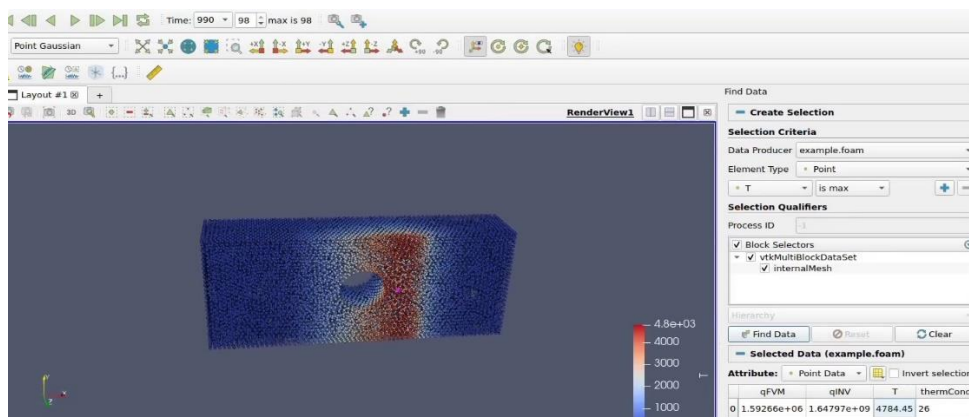 Time: 990 98 max is 98
Point Gaussian
Layout #1
Find Data
3D
RenderView1
Create Selection
Selection Criteria
Data Producer example.foam
Element Type Point
T is max
Selection Qualifiers
Process ID -1
Block Selectors
vtkMultiBlockDataSet
internalMesh
Hierarchy
Find Data Reset Clear
Selected Data (example.foam)
Attribute: Point Data Invert selection
qFVM qINV T thermCond
0 1.59266e+06 1.64797e+09 4784.45 26
4.8e+03
4000
3000
2000
1000
T
Y